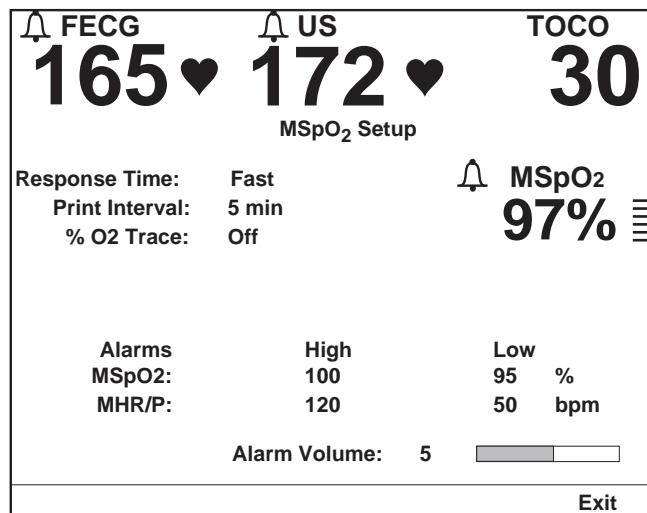 FECG US TOCO
165 172 30
MSpO2 Setup
Response Time: Fast
MSpO2
Print Interval: 5 min
97%
% O2 Trace: Off
Alarms High Low
MSpO2: 100 95 %
MHR/P: 120 50 bpm
Alarm Volume: 5
Exit